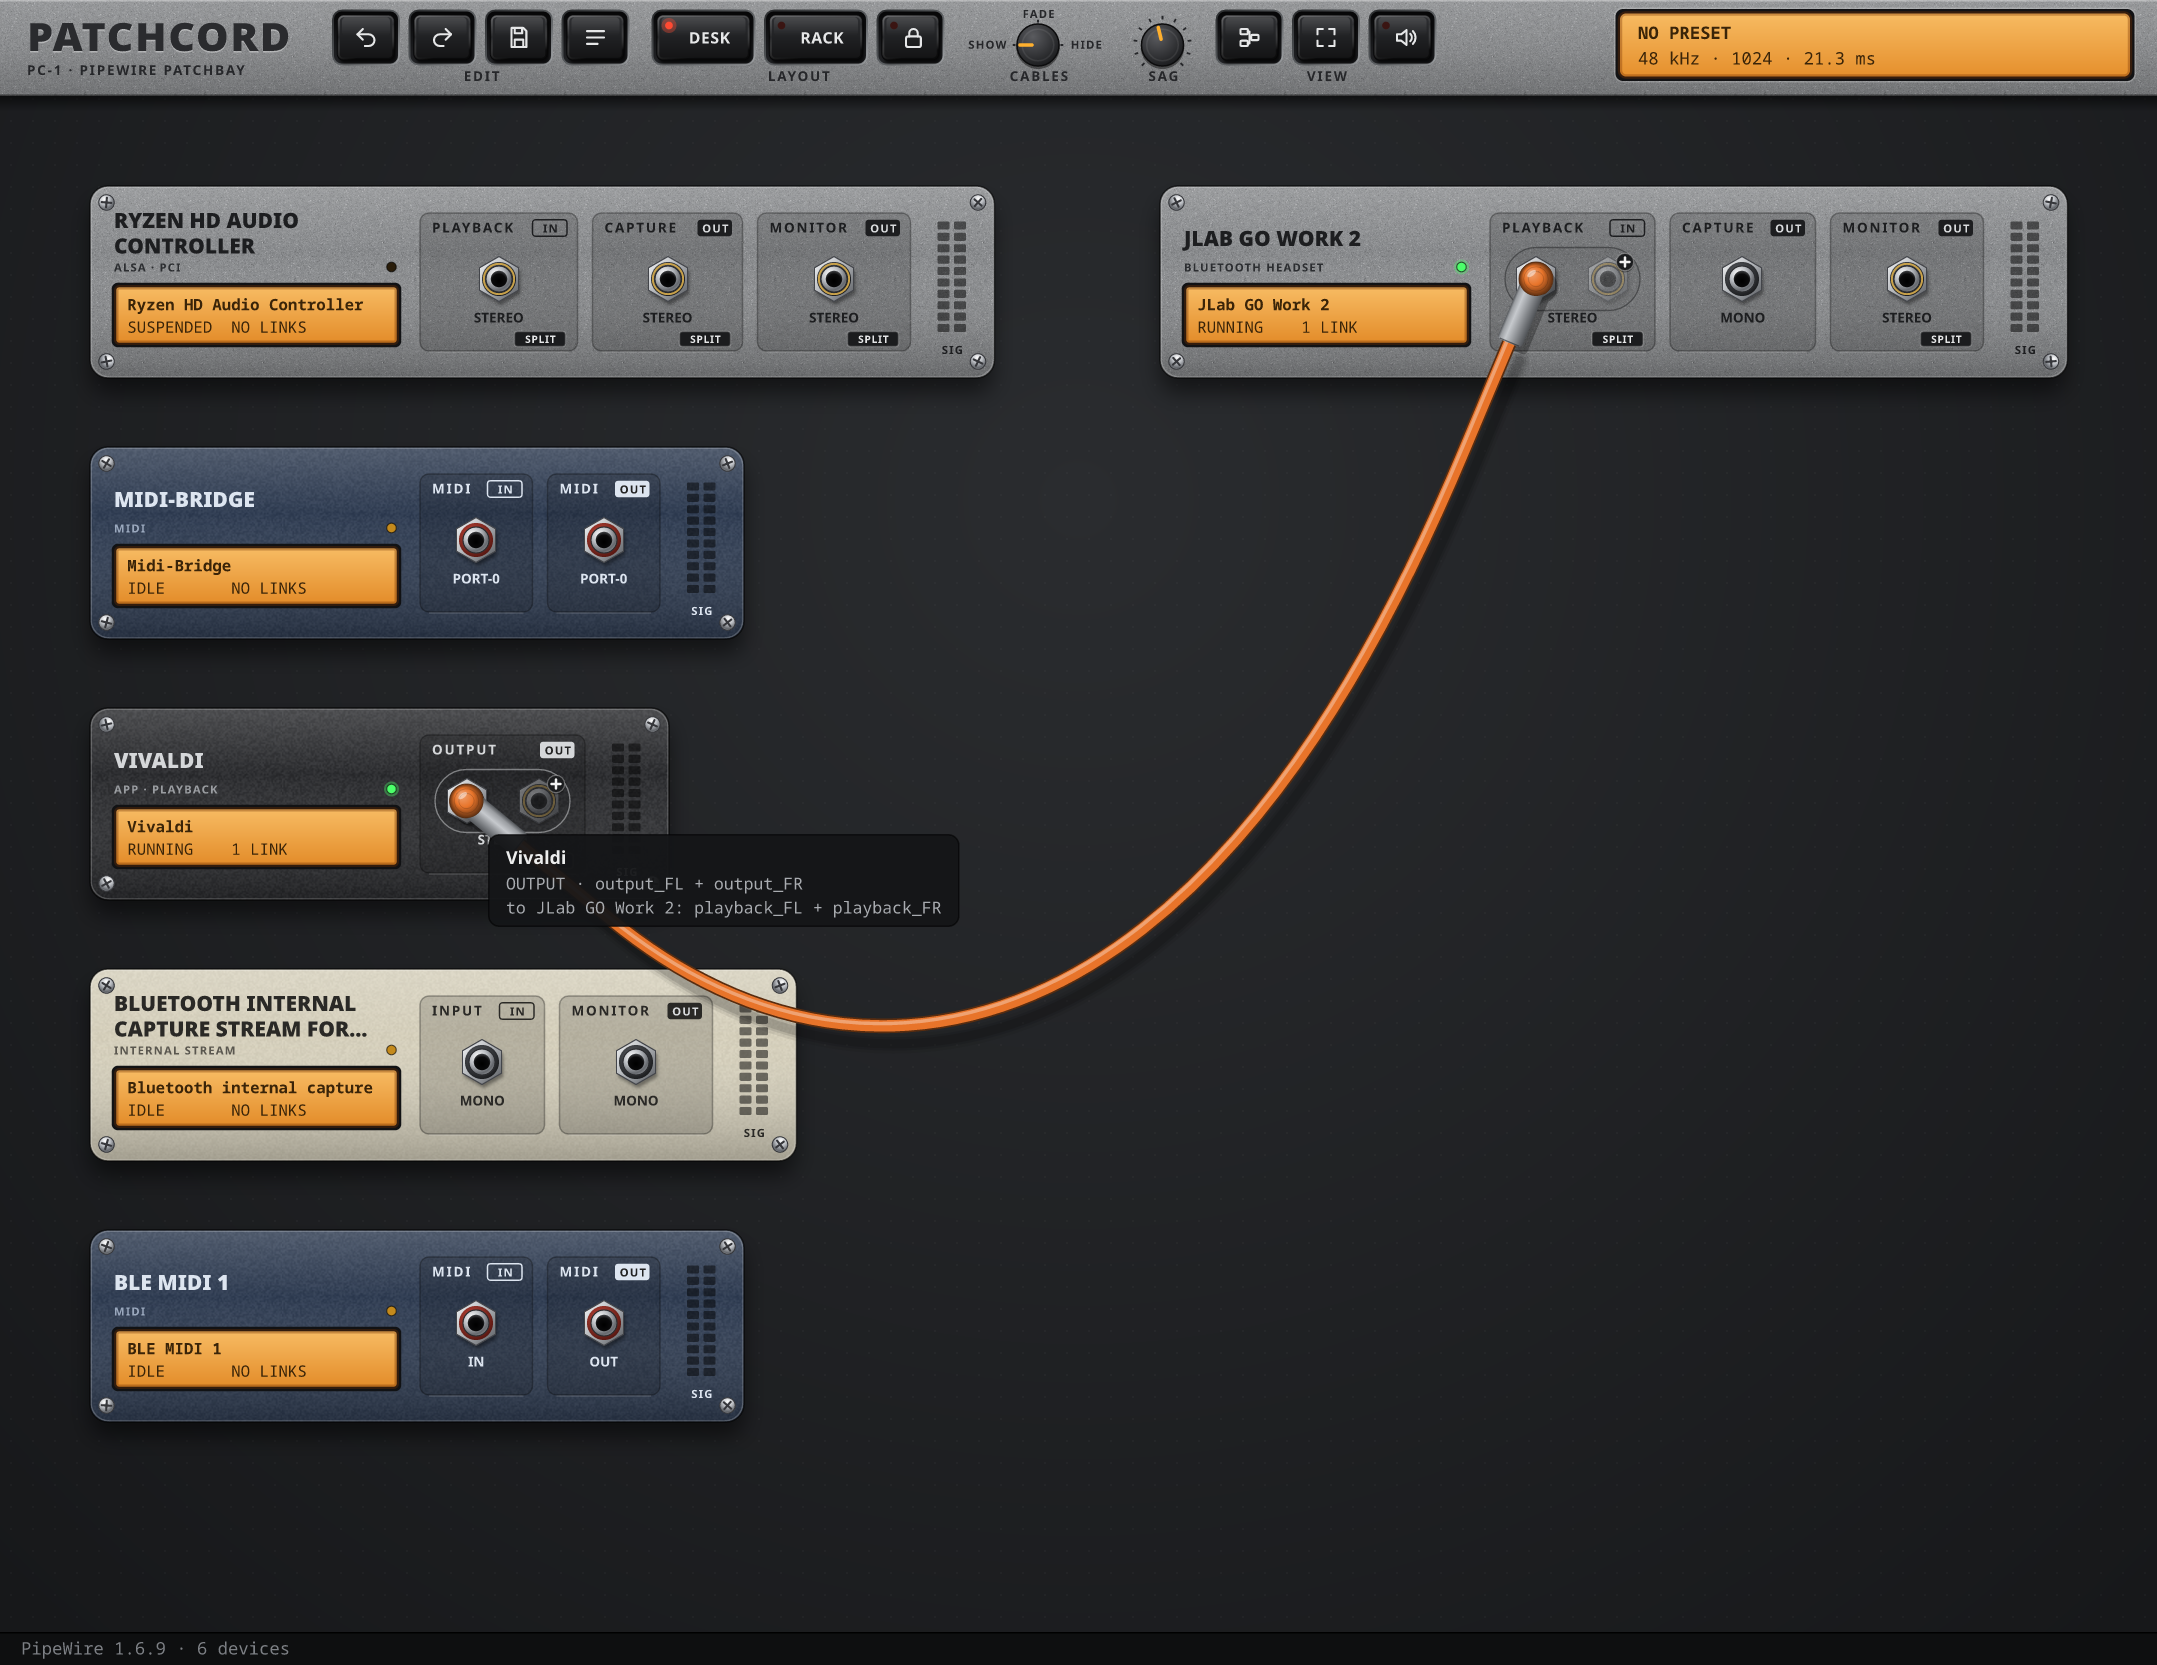 PATCHCORD
PC-1 · PIPEWIRE PATCHBAY
EDIT
DESK
RACK
LAYOUT
FADE
SHOW
HIDE
CABLES
SAG
VIEW
NO PRESET
48 kHz · 1024 · 21.3 ms
RYZEN HD AUDIO
CONTROLLER
ALSA · PCI
Ryzen HD Audio Controller
SUSPENDED NO LINKS
PLAYBACK IN
STEREO
SPLIT
CAPTURE OUT
STEREO
SPLIT
MONITOR OUT
STEREO
SPLIT
SIG
JLAB GO WORK 2
BLUETOOTH HEADSET
JLab GO Work 2
RUNNING 1 LINK
PLAYBACK IN
STEREO
SPLIT
CAPTURE OUT
MONO
MONITOR OUT
STEREO
SPLIT
SIG
MIDI-BRIDGE
MIDI
Midi-Bridge
IDLE NO LINKS
MIDI IN
PORT-0
MIDI OUT
PORT-0
SIG
VIVALDI
APP · PLAYBACK
Vivaldi
RUNNING 1 LINK
OUTPUT OUT
Vivaldi
OUTPUT · output_FL + output_FR
to JLab GO Work 2: playback_FL + playback_FR
BLUETOOTH INTERNAL
CAPTURE STREAM FOR...
INTERNAL STREAM
Bluetooth internal capture
IDLE NO LINKS
INPUT IN
MONO
MONITOR OUT
MONO
SIG
BLE MIDI 1
MIDI
BLE MIDI 1
IDLE NO LINKS
MIDI IN
IN
MIDI OUT
OUT
SIG
PipeWire 1.6.9 · 6 devices